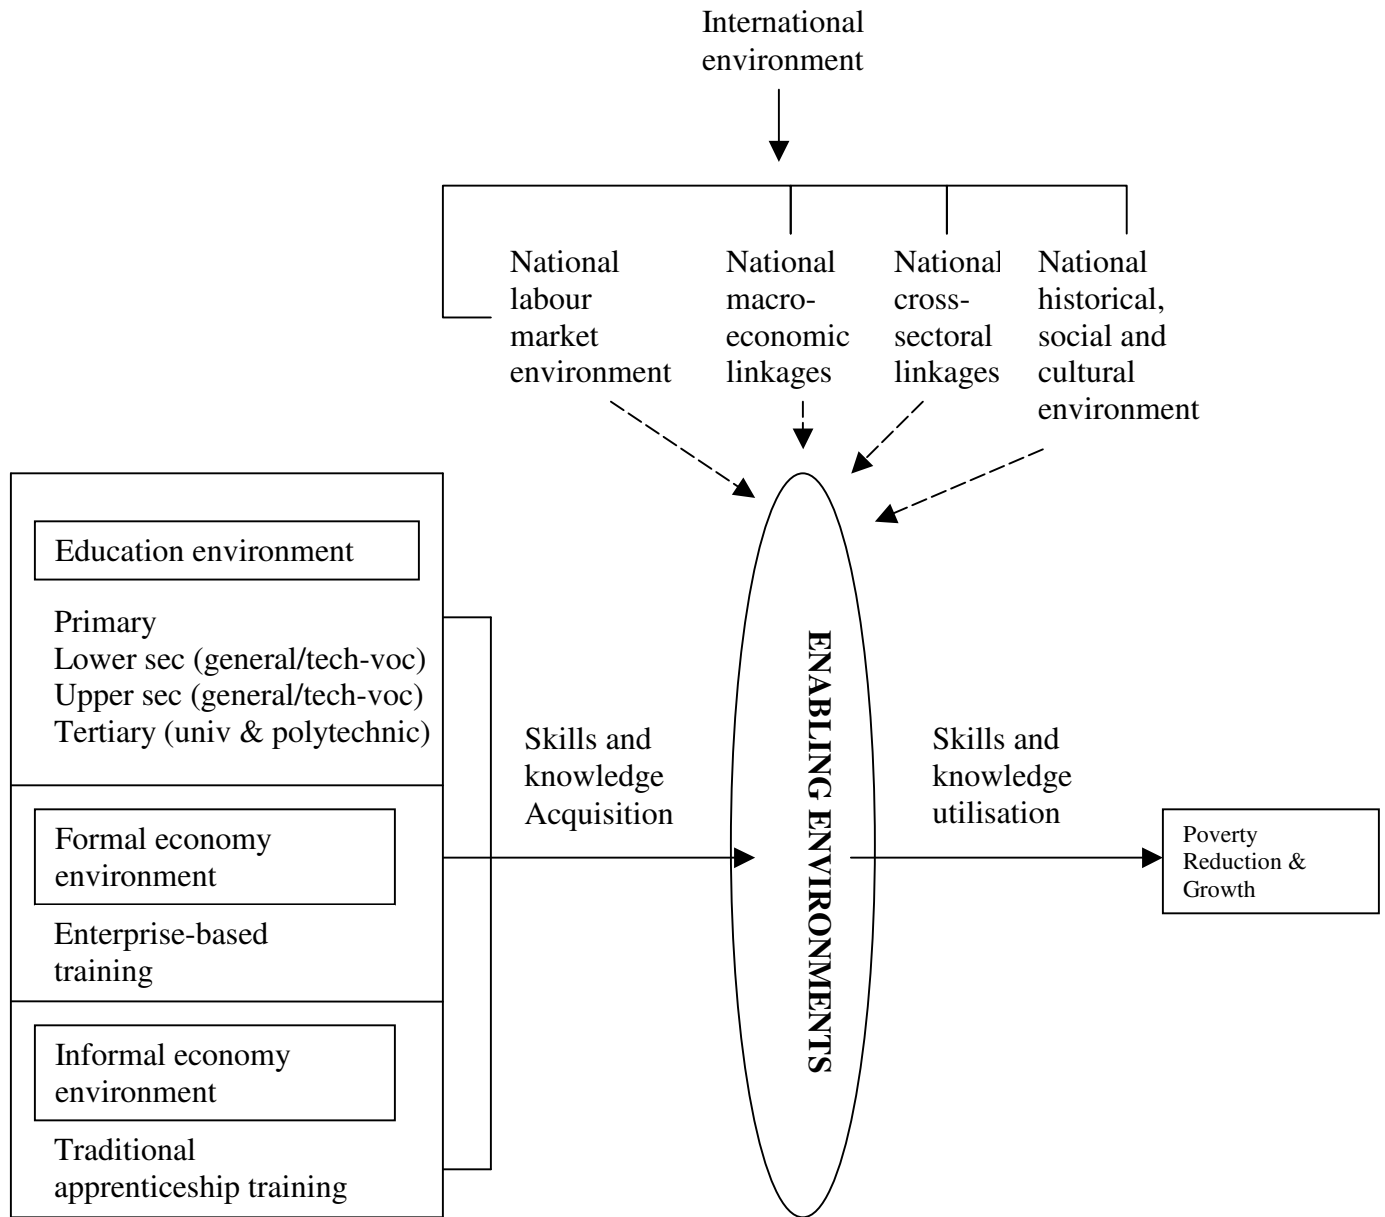 International
environment
National
labour
market
environment
National
macro-
economic
linkages
National
cross-
sectoral
linkages
National
historical,
social and
cultural
environment
Education environment
Primary
Lower sec (general/tech-voc)
Upper sec (general/tech-voc)
Tertiary (univ & polytechnic)
Formal economy
environment
Enterprise-based
training
Informal economy
environment
Traditional
apprenticeship training
Skills and
knowledge
Acquisition
ENABLING ENVIRONMENTS
Skills and
knowledge
utilisation
Poverty
Reduction &
Growth